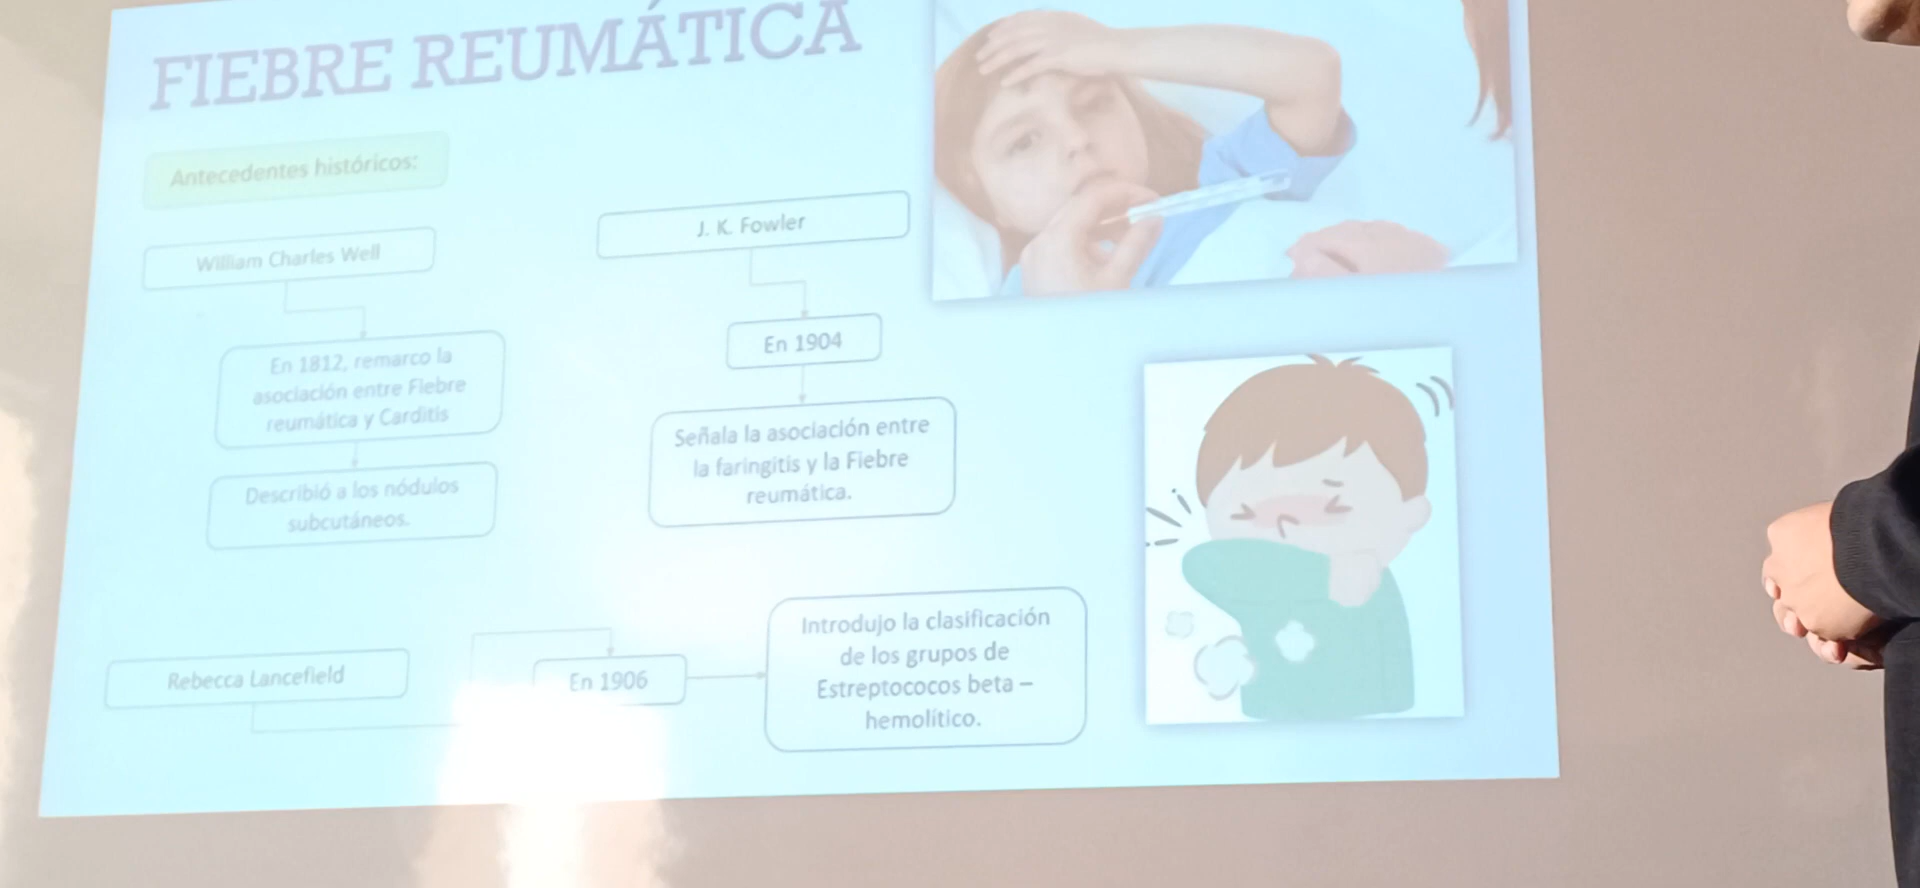 FIEBRE REUMÁTICA
Antecedentes históricos:
William Charles Well
En 1812, remarco la
asociación entre Fiebre
reumática y Carditis
Describió a los nódulos
subcutáneos.
J. K. Fowler
En 1904
Señala la asociación entre
la faringitis y la Fiebre
reumática.
Rebecca Lancefield
En 1906
Introdujo la clasificación
de los grupos de
Estreptococos beta –
hemolítico.